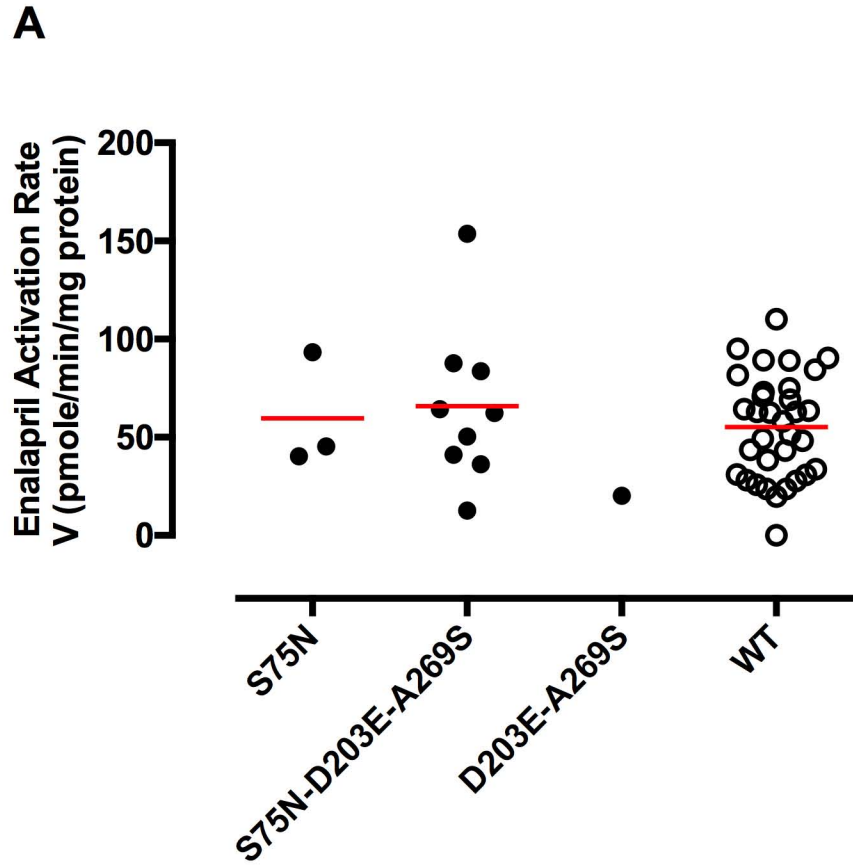 A
Enalapril Activation Rate
V (pmole/min/mg protein)
200
150
100
50
0
S75N
S75N-D203E-A269S
D203E-A269S
WT